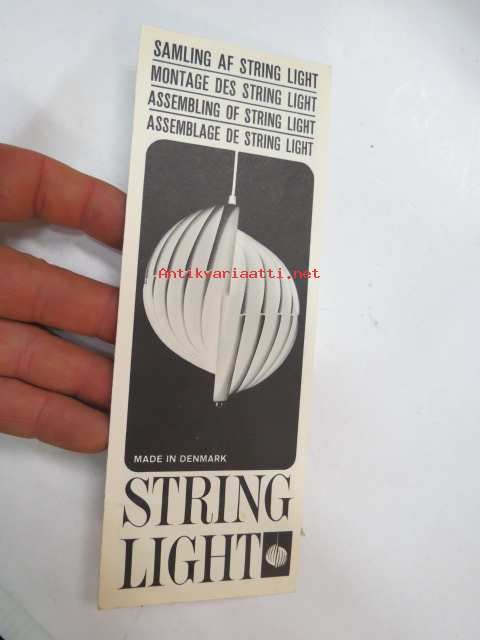 SAMLING AF STRING LIGHT
MONTAGE DES STRING LIGHT
ASSEMBLING OF STRING LIGHT
ASSEMBLAGE DE STRING LIGHT
Antikvariaatti.net
MADE IN DENMARK
STRING
LIGHT